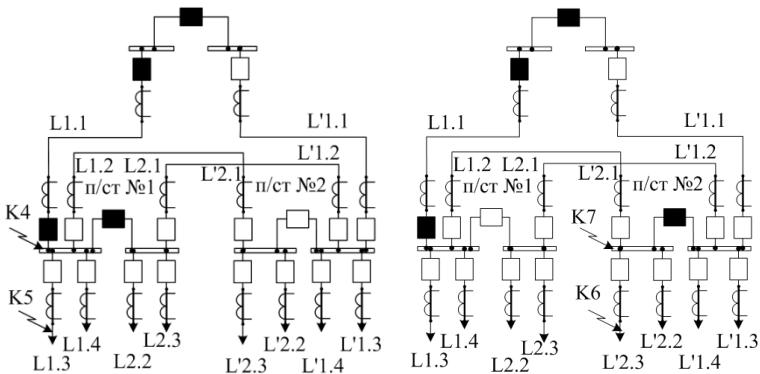 L1.1
L'1.1
L1.2 L2.1
L'1.2
L'2.1
п/ст №1
п/ст №2
K4
K5
L1.3
L1.4
L2.2
L2.3
L'2.3
L'2.2
L'1.4
L'1.3
L1.1
L'1.1
L1.2 L2.1
L'1.2
L'2.1
п/ст №1
п/ст №2
K7
K6
L1.3
L1.4
L2.2
L2.3
L'2.3
L'2.2
L'1.4
L'1.3